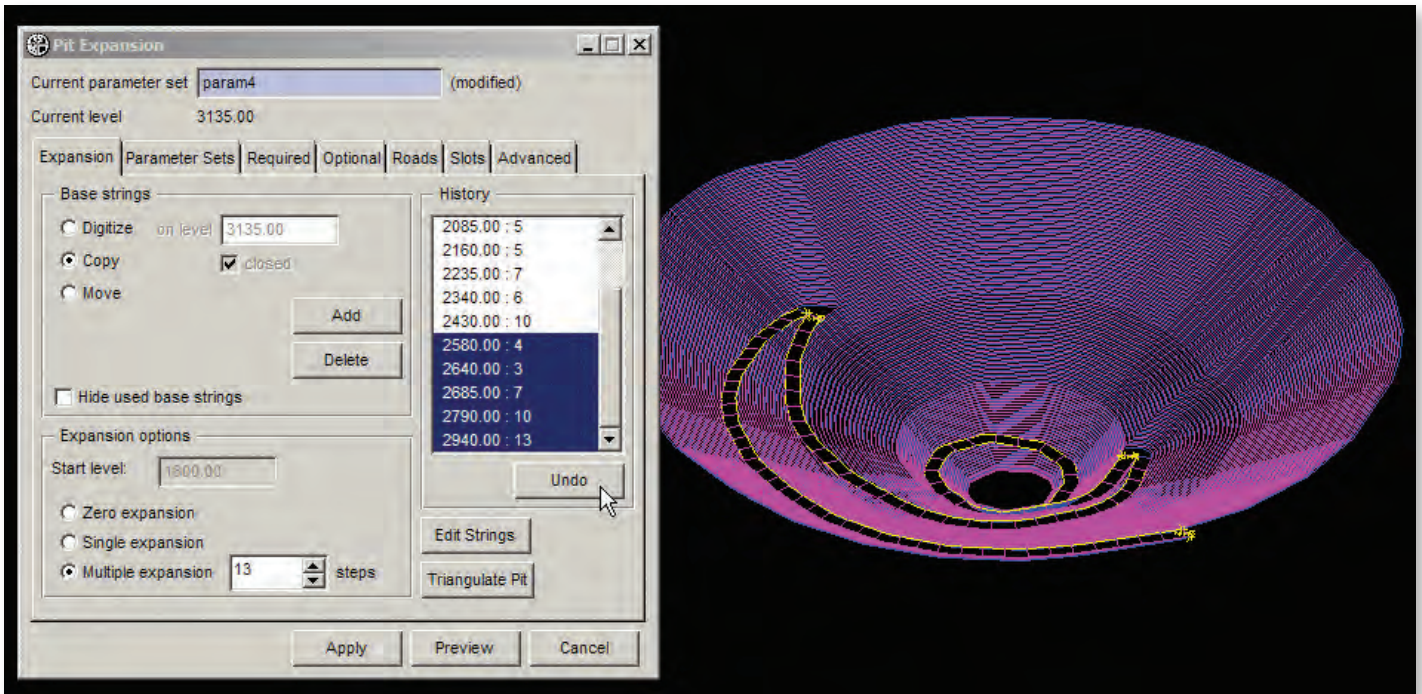 Pit Expansion
Current parameter set param4 (modified)
Current level 3135.00
Expansion Parameter Sets Required Optional Roads Slots Advanced
Base strings
Digitize on level 3135.00
Copy closed
Move
Add
Delete
Hide used base strings
Expansion options
Start level: 1800.00
Zero expansion
Single expansion
Multiple expansion 13 steps
History
2085.00 : 5
2160.00 : 5
2235.00 : 7
2340.00 : 6
2430.00 : 10
2580.00 : 4
2640.00 : 3
2685.00 : 7
2790.00 : 10
2940.00 : 13
Undo
Edit Strings
Triangulate Pit
Apply Preview Cancel